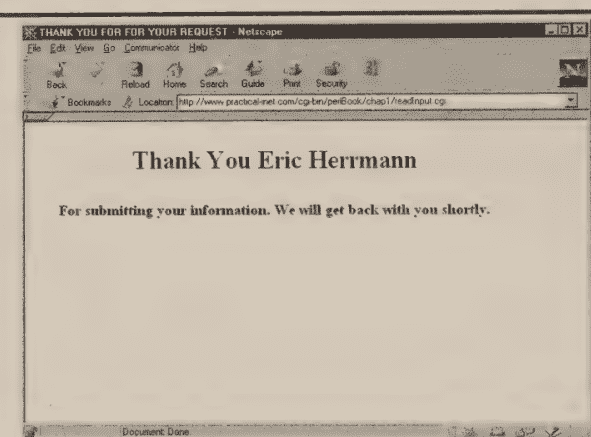 THANK YOU FOR FOR YOUR REQUEST - Netscape
File Edit View Go Communicator Help
Back Reload Home Search Guide Print Security
Bookmarks Location: http://www.practical-inet.com/cgi-bin/perlBook/chap1/readinput.cgi
Thank You Eric Herrmann
For submitting your information. We will get back with you shortly.
Document: Done